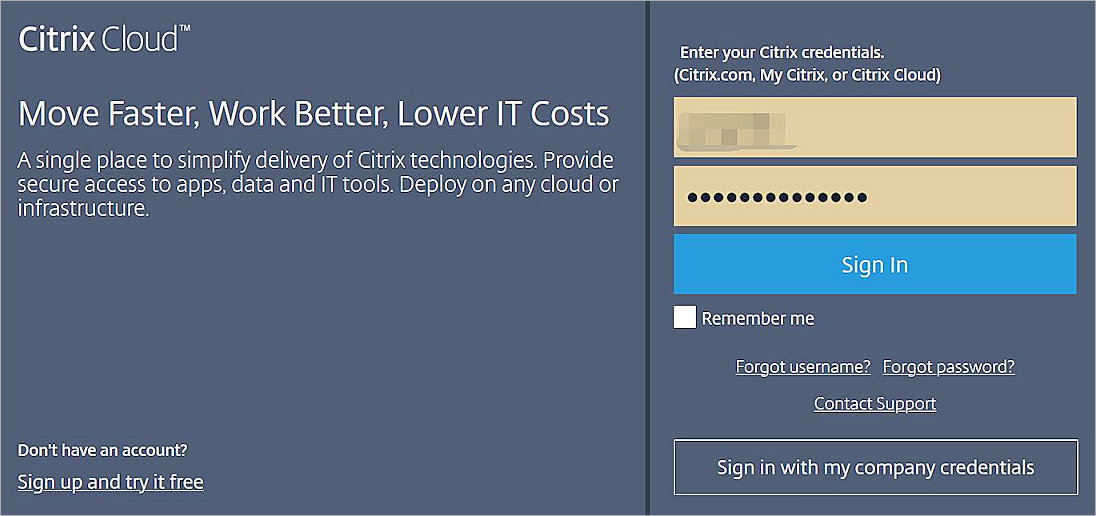 Citrix Cloud™
Move Faster, Work Better, Lower IT Costs
A single place to simplify delivery of Citrix technologies. Provide
secure access to apps, data and IT tools. Deploy on any cloud or
infrastructure.
Don't have an account?
Sign up and try it free
Enter your Citrix credentials.
(Citrix.com, My Citrix, or Citrix Cloud)
●●●●●●●●●●●●●●
Sign In
Remember me
Forgot username? Forgot password?
Contact Support
Sign in with my company credentials